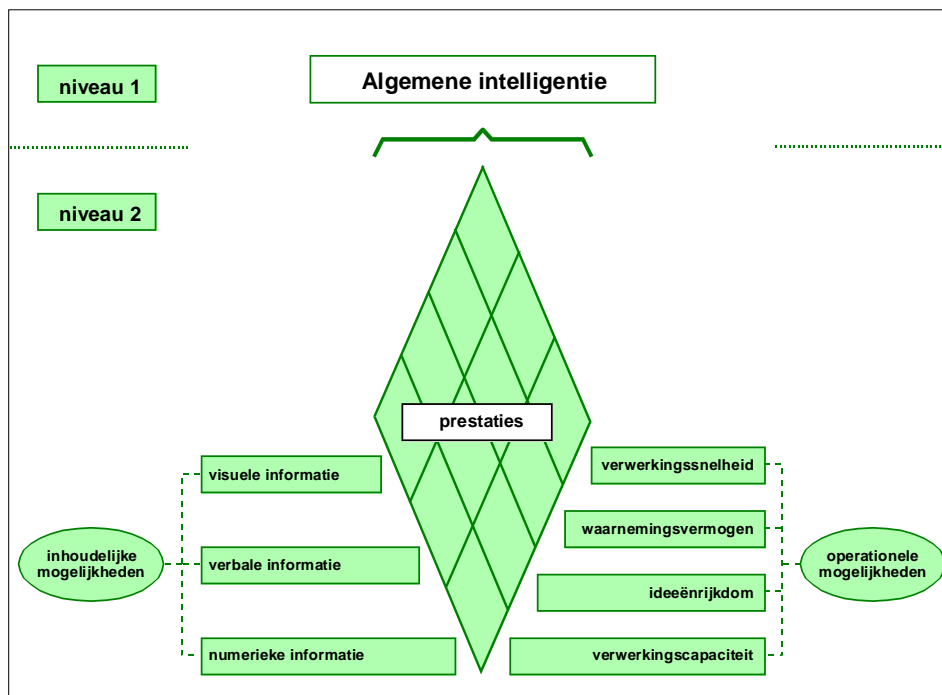 niveau 1
Algemene intelligentie
niveau 2
prestaties
visuele informatie
verbale informatie
numerieke informatie
inhoudelijke
mogelijkheden
verwerkingssnelheid
waarnemingsvermogen
ideeënrijkdom
verwerkingscapaciteit
operationele
mogelijkheden